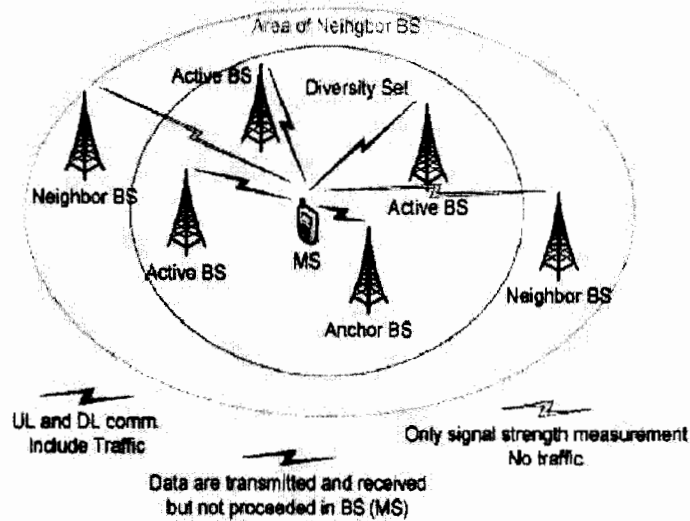 Area of Neihgbor BS
Active BS
Diversity Set
Neighbor BS
Active BS
Active BS
MS
Neighbor BS
Anchor BS
UL and DL comm.
Include Traffic
Only signal strength measurement
No traffic
Data are transmitted and received
but not proceeded in BS (MS)